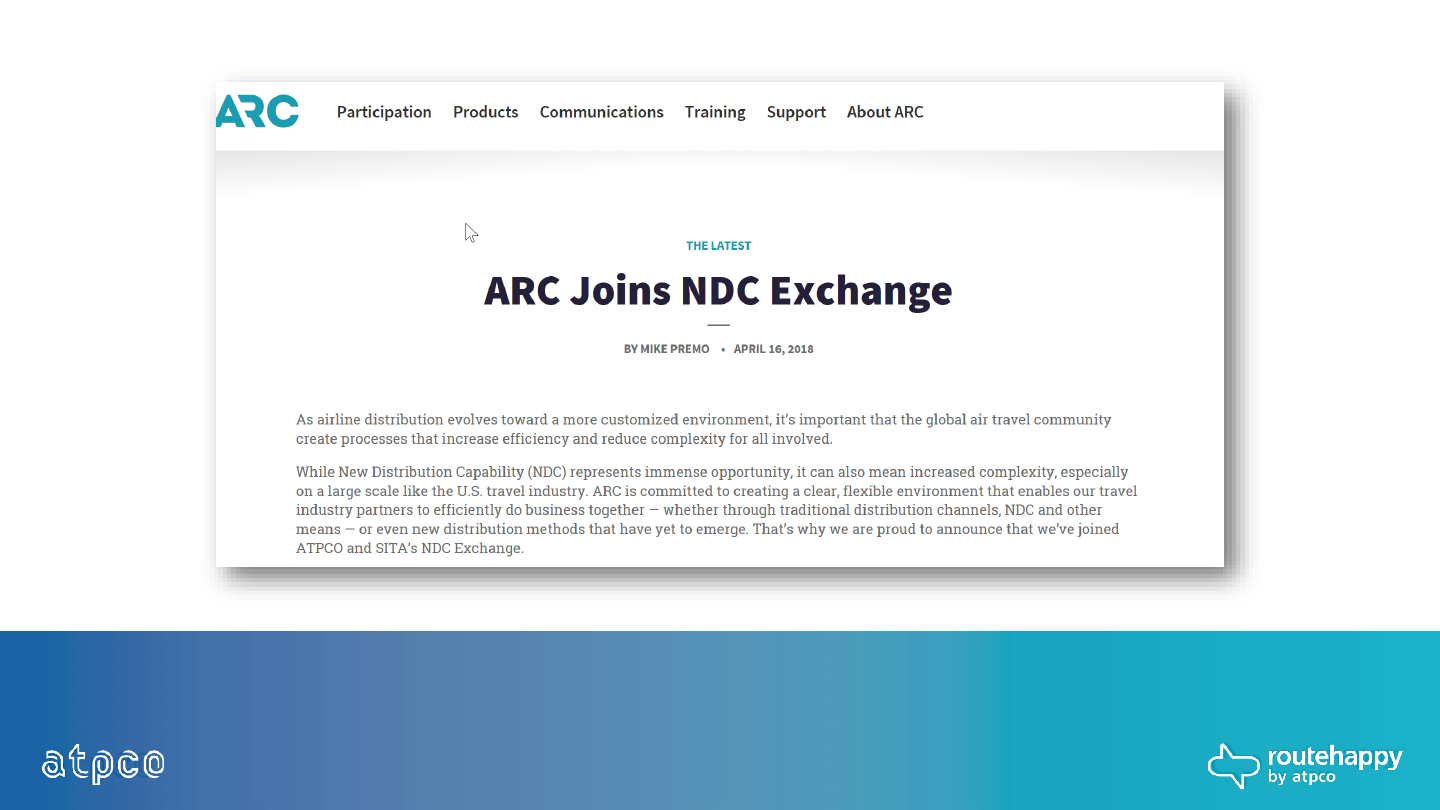 ARC
Participation Products Communications Training Support About ARC
THE LATEST
ARC Joins NDC Exchange
BY MIKE PREMO • APRIL 16, 2018
As airline distribution evolves toward a more customized environment, it's important that the global air travel community
create processes that increase efficiency and reduce complexity for all involved.
While New Distribution Capability (NDC) represents immense opportunity, it can also mean increased complexity, especially
on a large scale like the U.S. travel industry. ARC is committed to creating a clear, flexible environment that enables our travel
industry partners to efficiently do business together — whether through traditional distribution channels, NDC and other
means — or even new distribution methods that have yet to emerge. That's why we are proud to announce that we've joined
ATPCO and SITA's NDC Exchange.
atpco
routehappy
by atpco